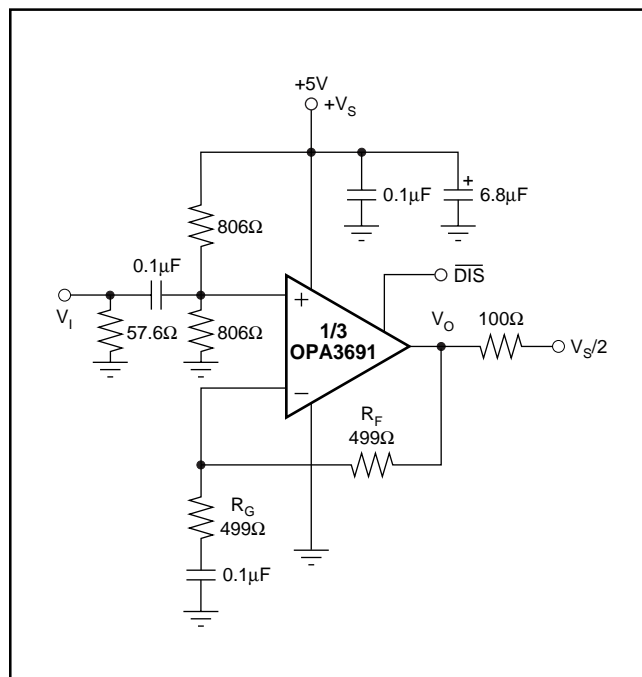 +5V
+V_S
0.1μF
+
6.8μF
806Ω
0.1μF
DIS
V_I
57.6Ω
806Ω
+
1/3
OPA3691
−
V_O
100Ω
V_S/2
R_F
499Ω
R_G
499Ω
0.1μF